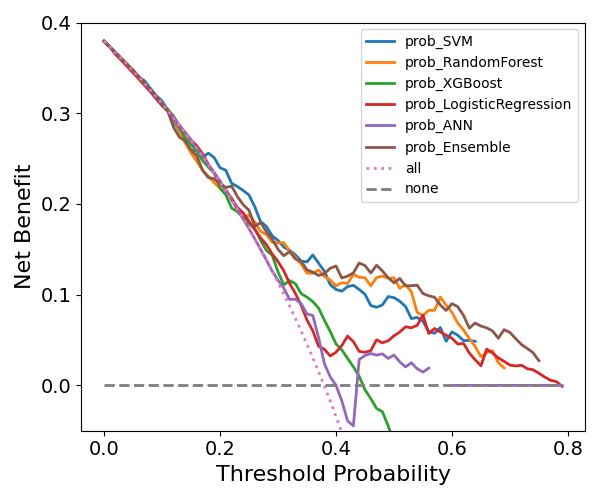 0.4
0.3
0.2
0.1
0.0
Net Benefit
prob_SVM
prob_RandomForest
prob_XGBoost
prob_LogisticRegression
prob_ANN
prob_Ensemble
all
none
0.0 0.2 0.4 0.6 0.8
Threshold Probability